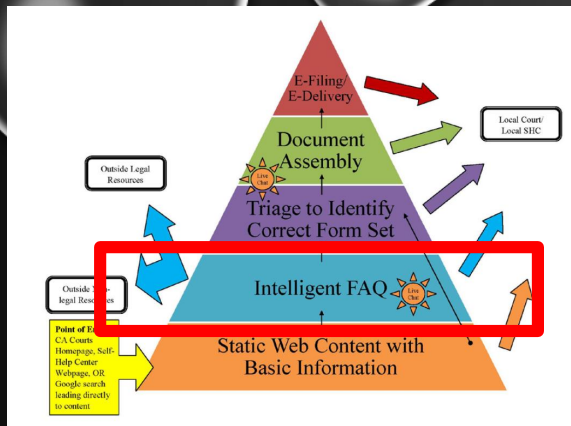 E-Filing/
E-Delivery
Local Court/
Local SHC
Document
Assembly
Live
Chat
Outside Legal
Resources
Triage to Identify
Correct Form Set
Outside
legal Resources
Intelligent FAQ
Live
Chat
Point of
CA Courts
Homepage, Self-
Help Center
Webpage, OR
Google search
leading directly
to content
Static Web Content with
Basic Information